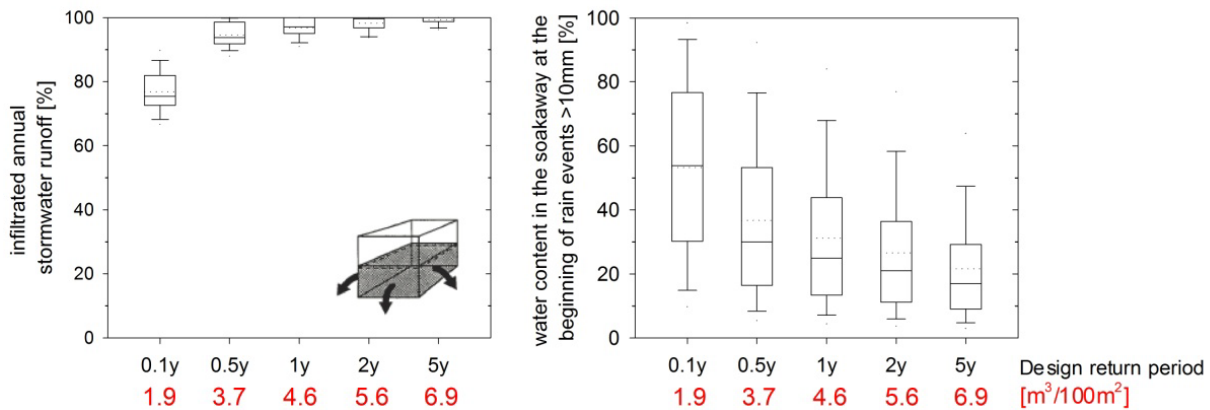 infiltrated annual
stormwater runoff [%]
100
80
60
40
20
0
0.1y 0.5y 1y 2y 5y
1.9 3.7 4.6 5.6 6.9
water content in the soakaway at the
beginning of rain events >10mm [%]
100
80
60
40
20
0
0.1y 0.5y 1y 2y 5y Design return period
1.9 3.7 4.6 5.6 6.9 [m³/100m²]